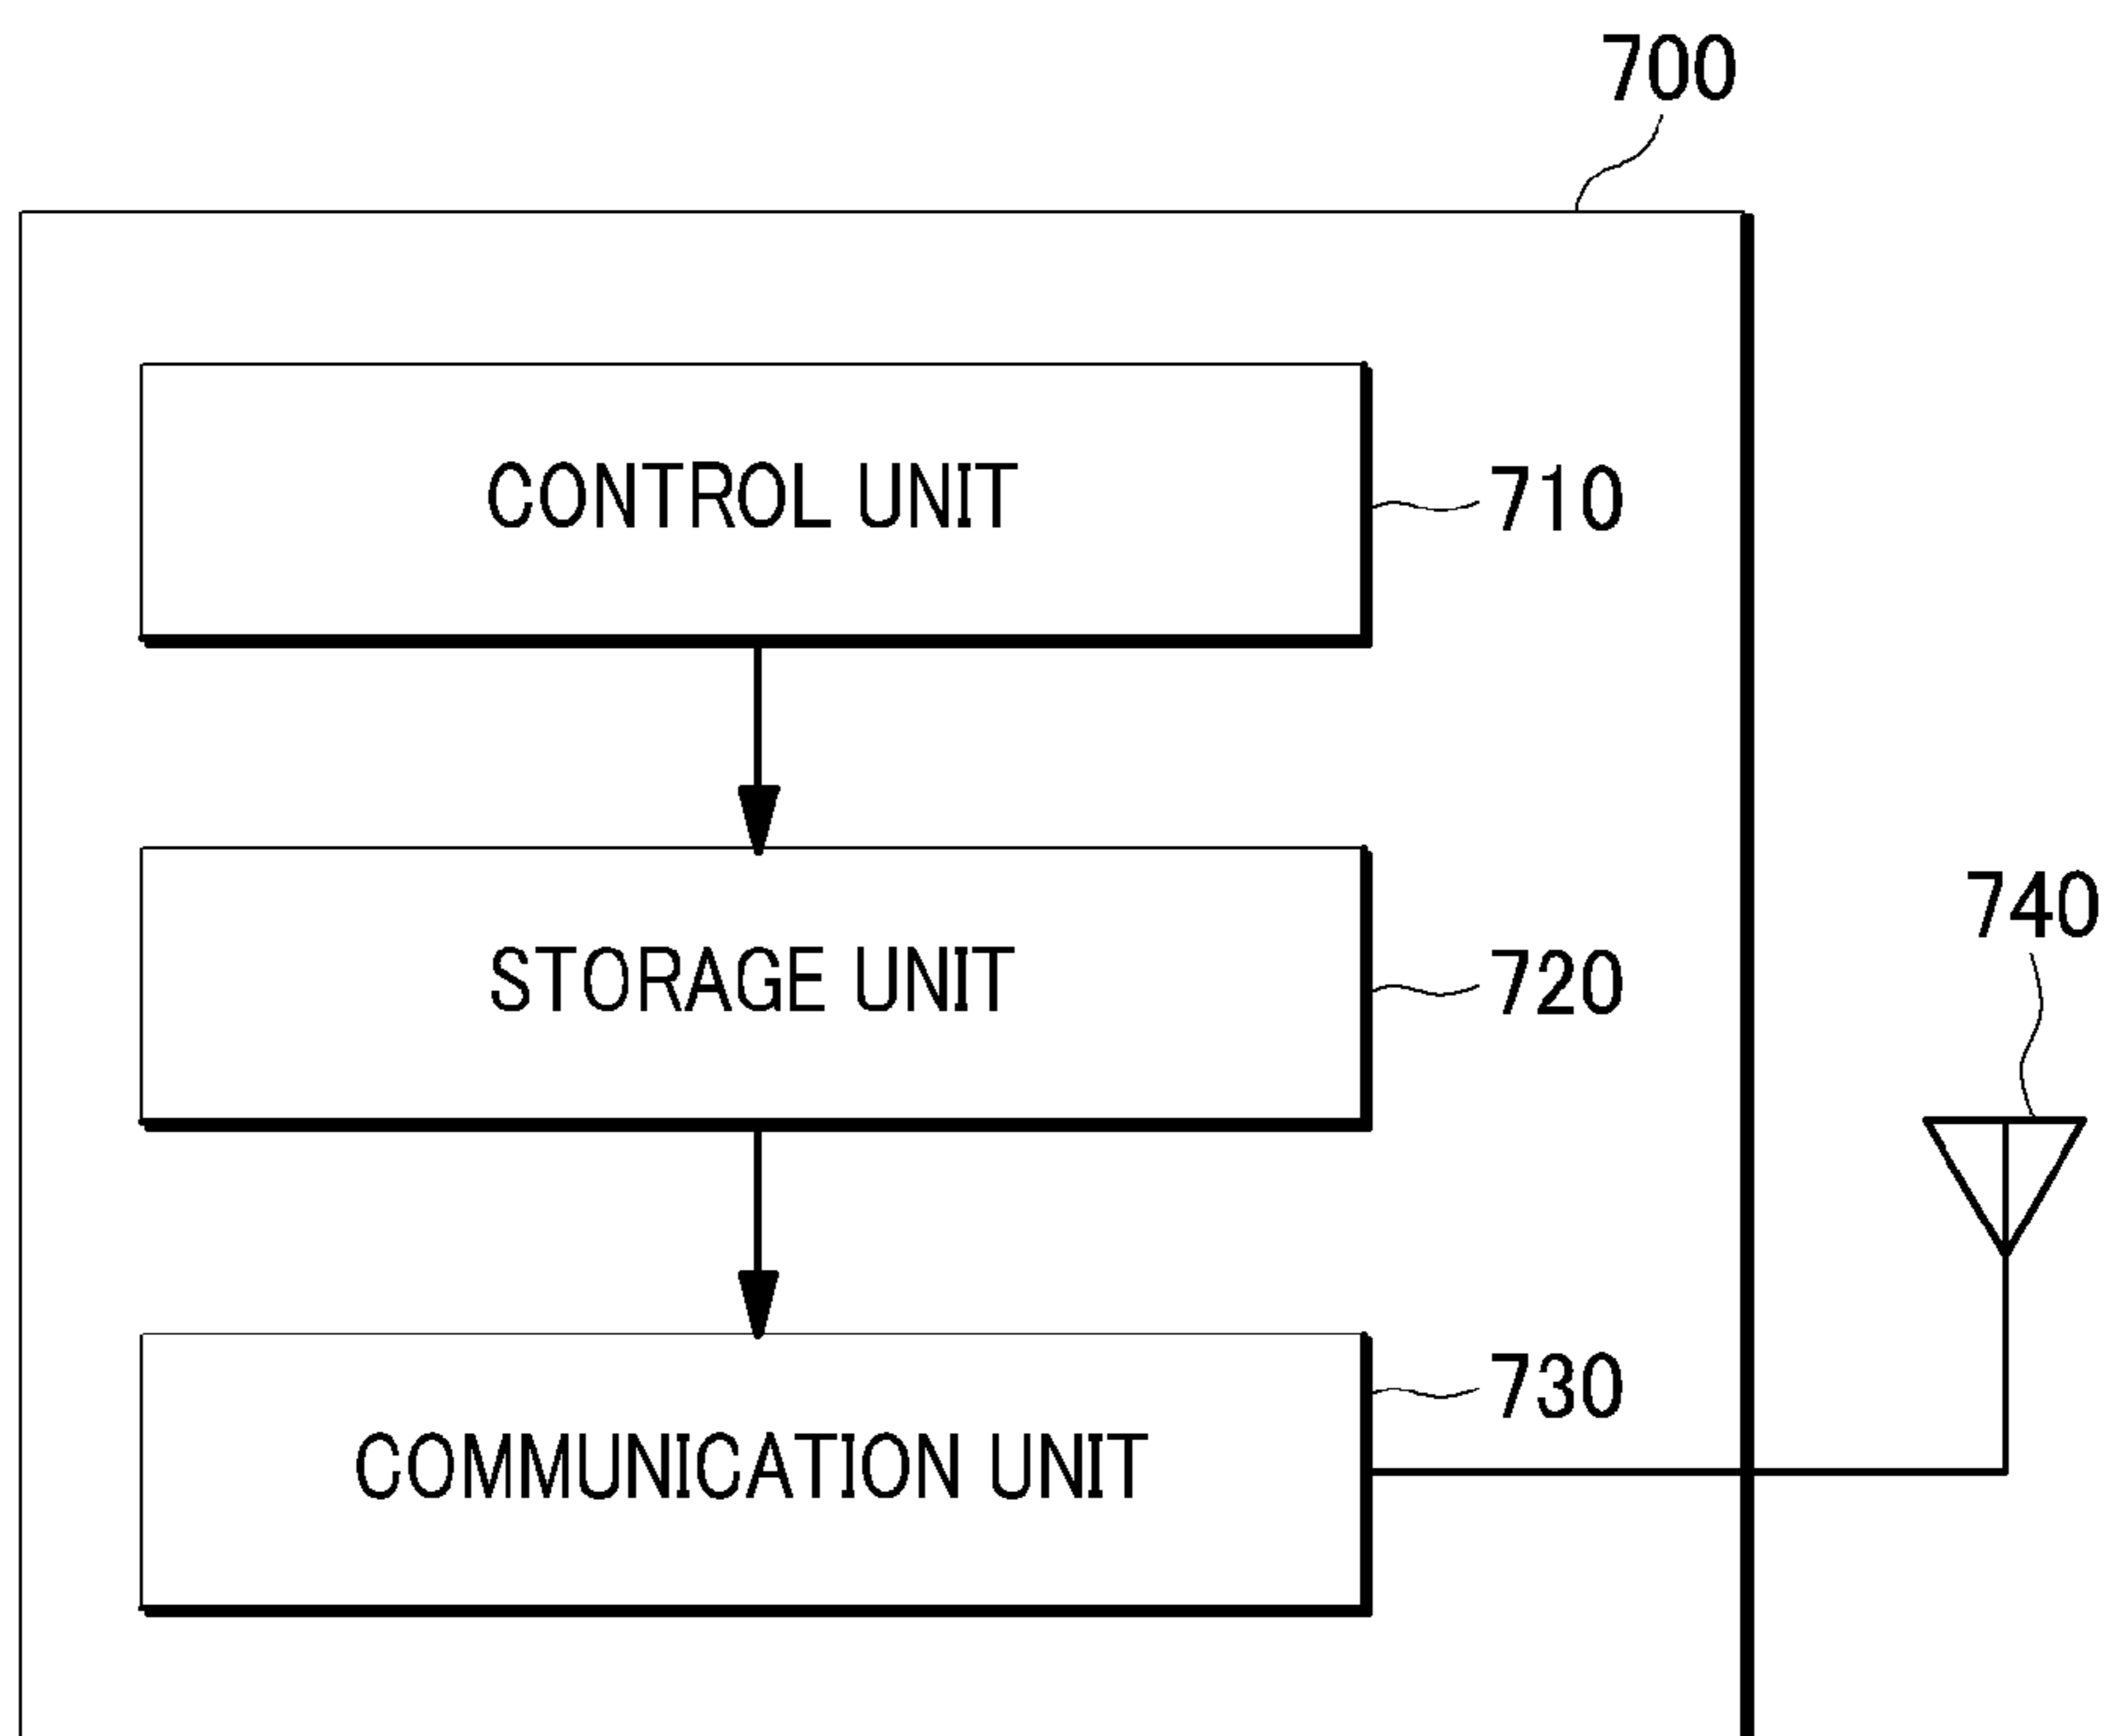 700
CONTROL UNIT
710
STORAGE UNIT
720
740
COMMUNICATION UNIT
730